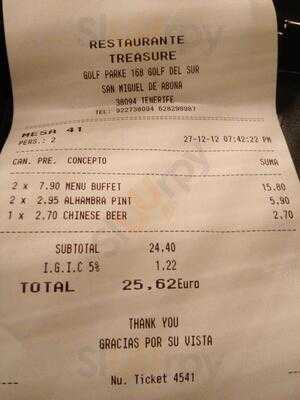 RESTAURANTE
TREASURE
GOLF PARKE 168 GOLF DEL SUR
SAN MIGUEL DE ABONA
38094 TENERIFE
TEL: 922738094 628298987
MESA 41
PERS.: 2 27-12-12 07:42:22 PM
CAN. PRE. CONCEPTO SUMA
2 x 7.90 MENU BUFFET 15.80
2 x 2.95 ALHAMBRA PINT 5.90
1 x 2.70 CHINESE BEER 2.70
SUBTOTAL 24.40
I.G.I.C 5% 1.22
TOTAL 25,62Euro
THANK YOU
GRACIAS POR SU VISTA
Nu. Ticket 4541